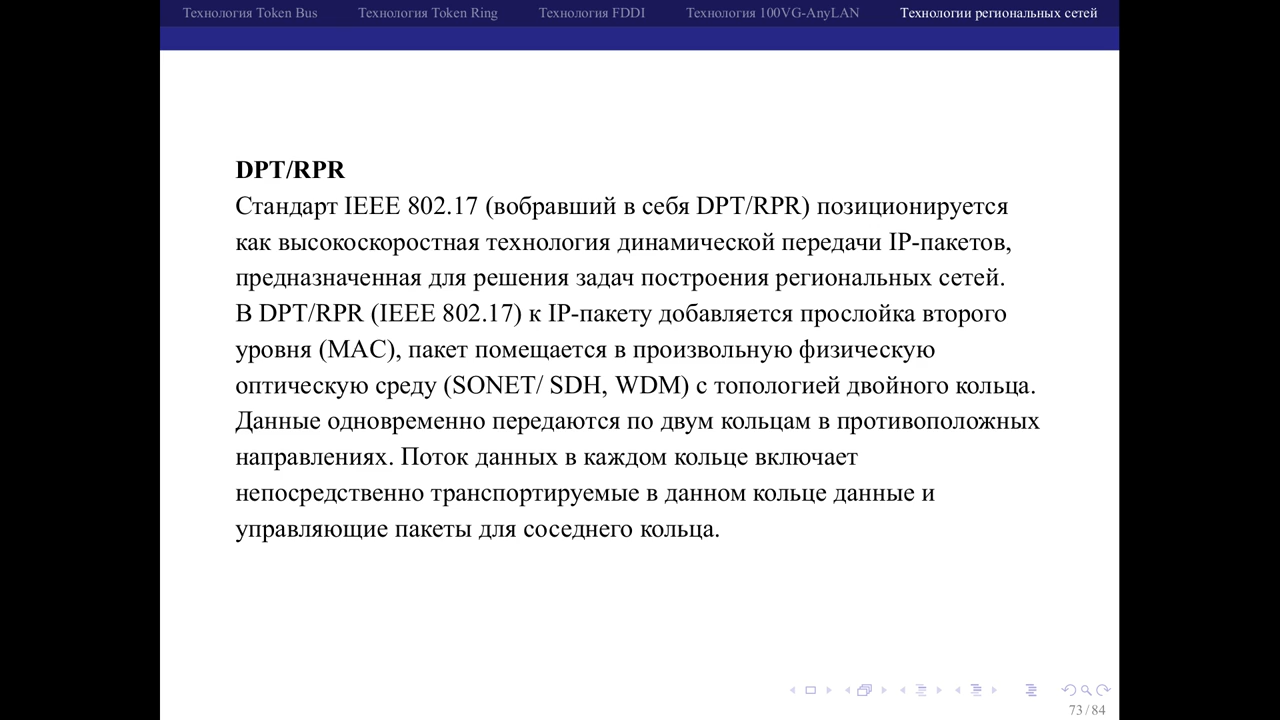 Технология Token Bus Технология Token Ring Технология FDDI Технология 100VG-AnyLAN Технологии региональных сетей
DPT/RPR
Стандарт IEEE 802.17 (вобравший в себя DPT/RPR) позиционируется
как высокоскоростная технология динамической передачи IP-пакетов,
предназначенная для решения задач построения региональных сетей.
В DPT/RPR (IEEE 802.17) к IP-пакету добавляется прослойка второго
уровня (MAC), пакет помещается в произвольную физическую
оптическую среду (SONET/ SDH, WDM) с топологией двойного кольца.
Данные одновременно передаются по двум кольцам в противоположных
направлениях. Поток данных в каждом кольце включает
непосредственно транспортируемые в данном кольце данные и
управляющие пакеты для соседнего кольца.
73 / 84